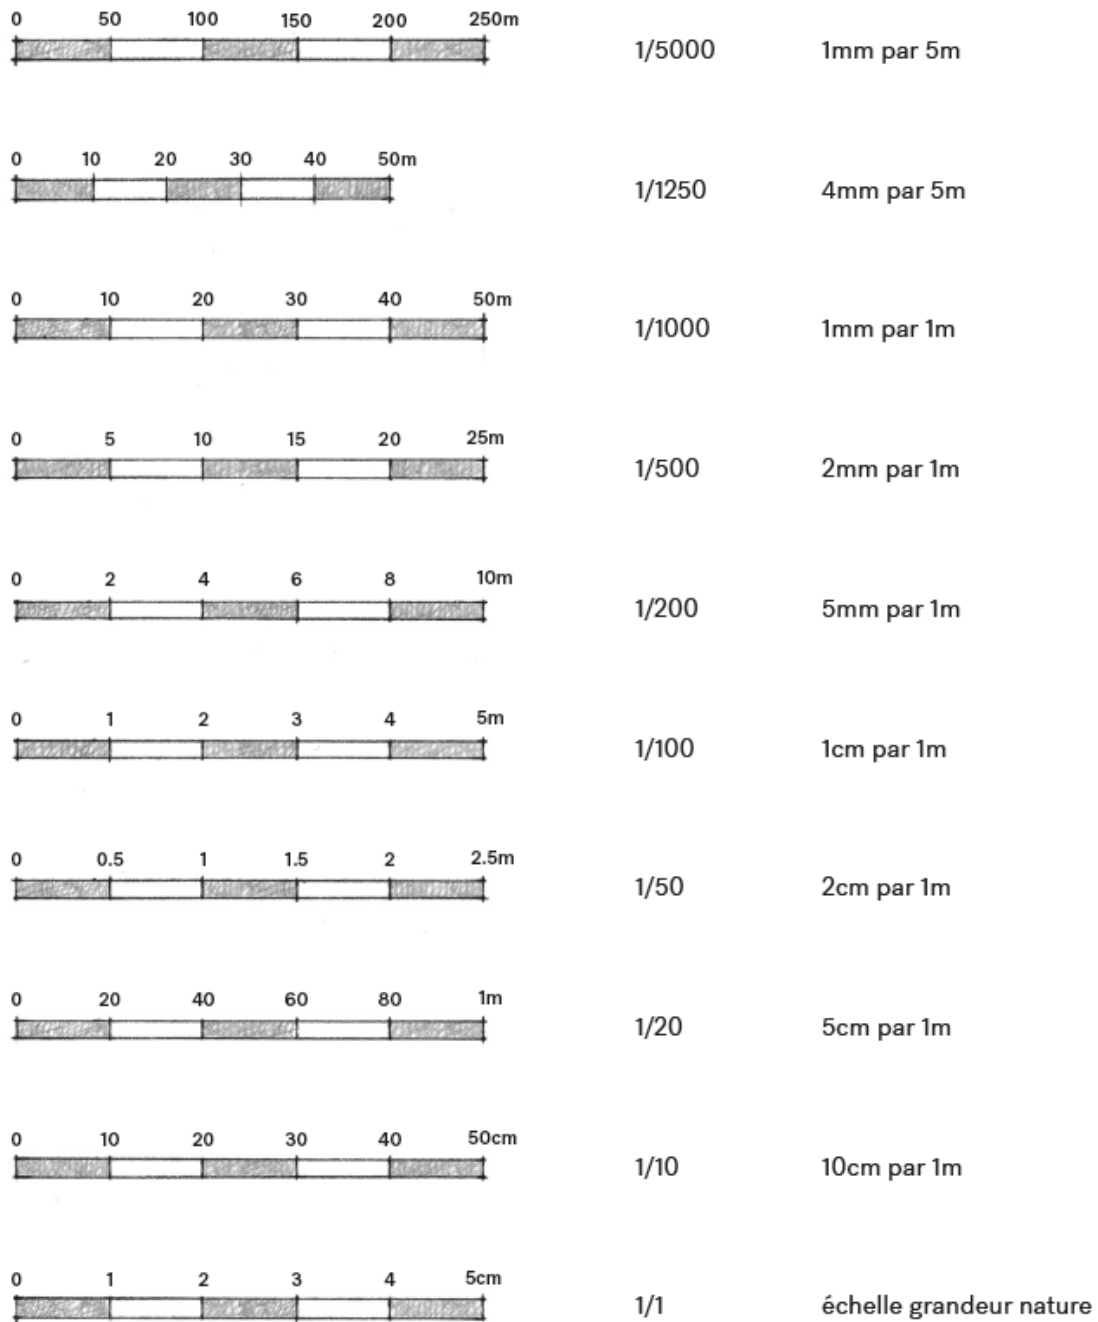 0 50 100 150 200 250m
1/5000 1mm par 5m
0 10 20 30 40 50m
1/1250 4mm par 5m
0 10 20 30 40 50m
1/1000 1mm par 1m
0 5 10 15 20 25m
1/500 2mm par 1m
0 2 4 6 8 10m
1/200 5mm par 1m
0 1 2 3 4 5m
1/100 1cm par 1m
0 0.5 1 1.5 2 2.5m
1/50 2cm par 1m
0 20 40 60 80 1m
1/20 5cm par 1m
0 10 20 30 40 50cm
1/10 10cm par 1m
0 1 2 3 4 5cm
1/1 échelle grandeur nature